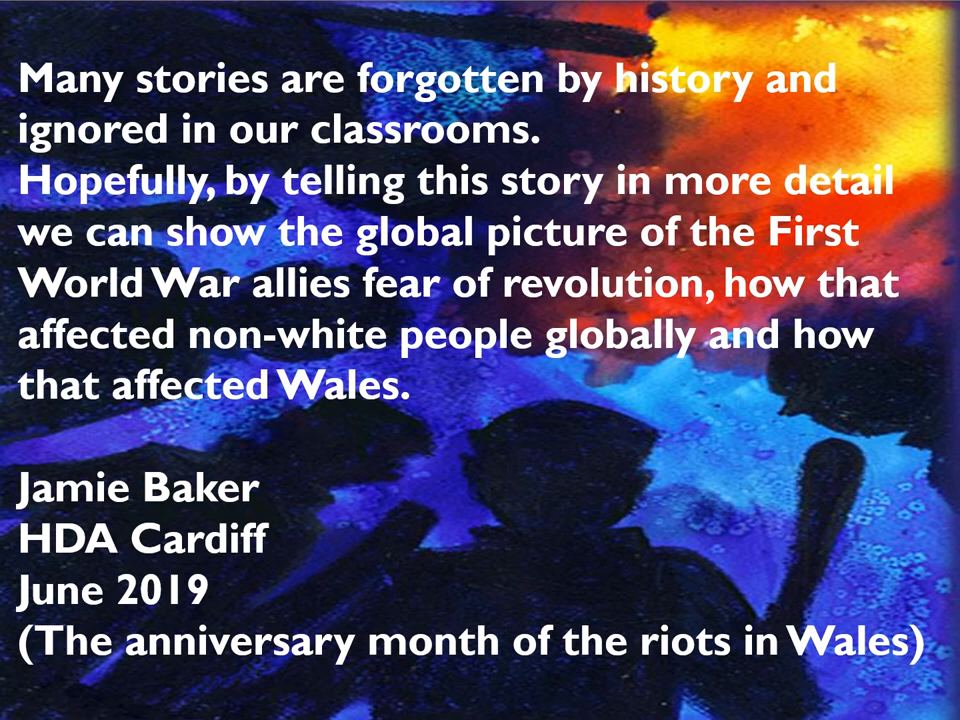 Many stories are forgotten by history and
ignored in our classrooms.
Hopefully, by telling this story in more detail
we can show the global picture of the First
World War allies fear of revolution, how that
affected non-white people globally and how
that affected Wales.
Jamie Baker
HDA Cardiff
June 2019
(The anniversary month of the riots in Wales)